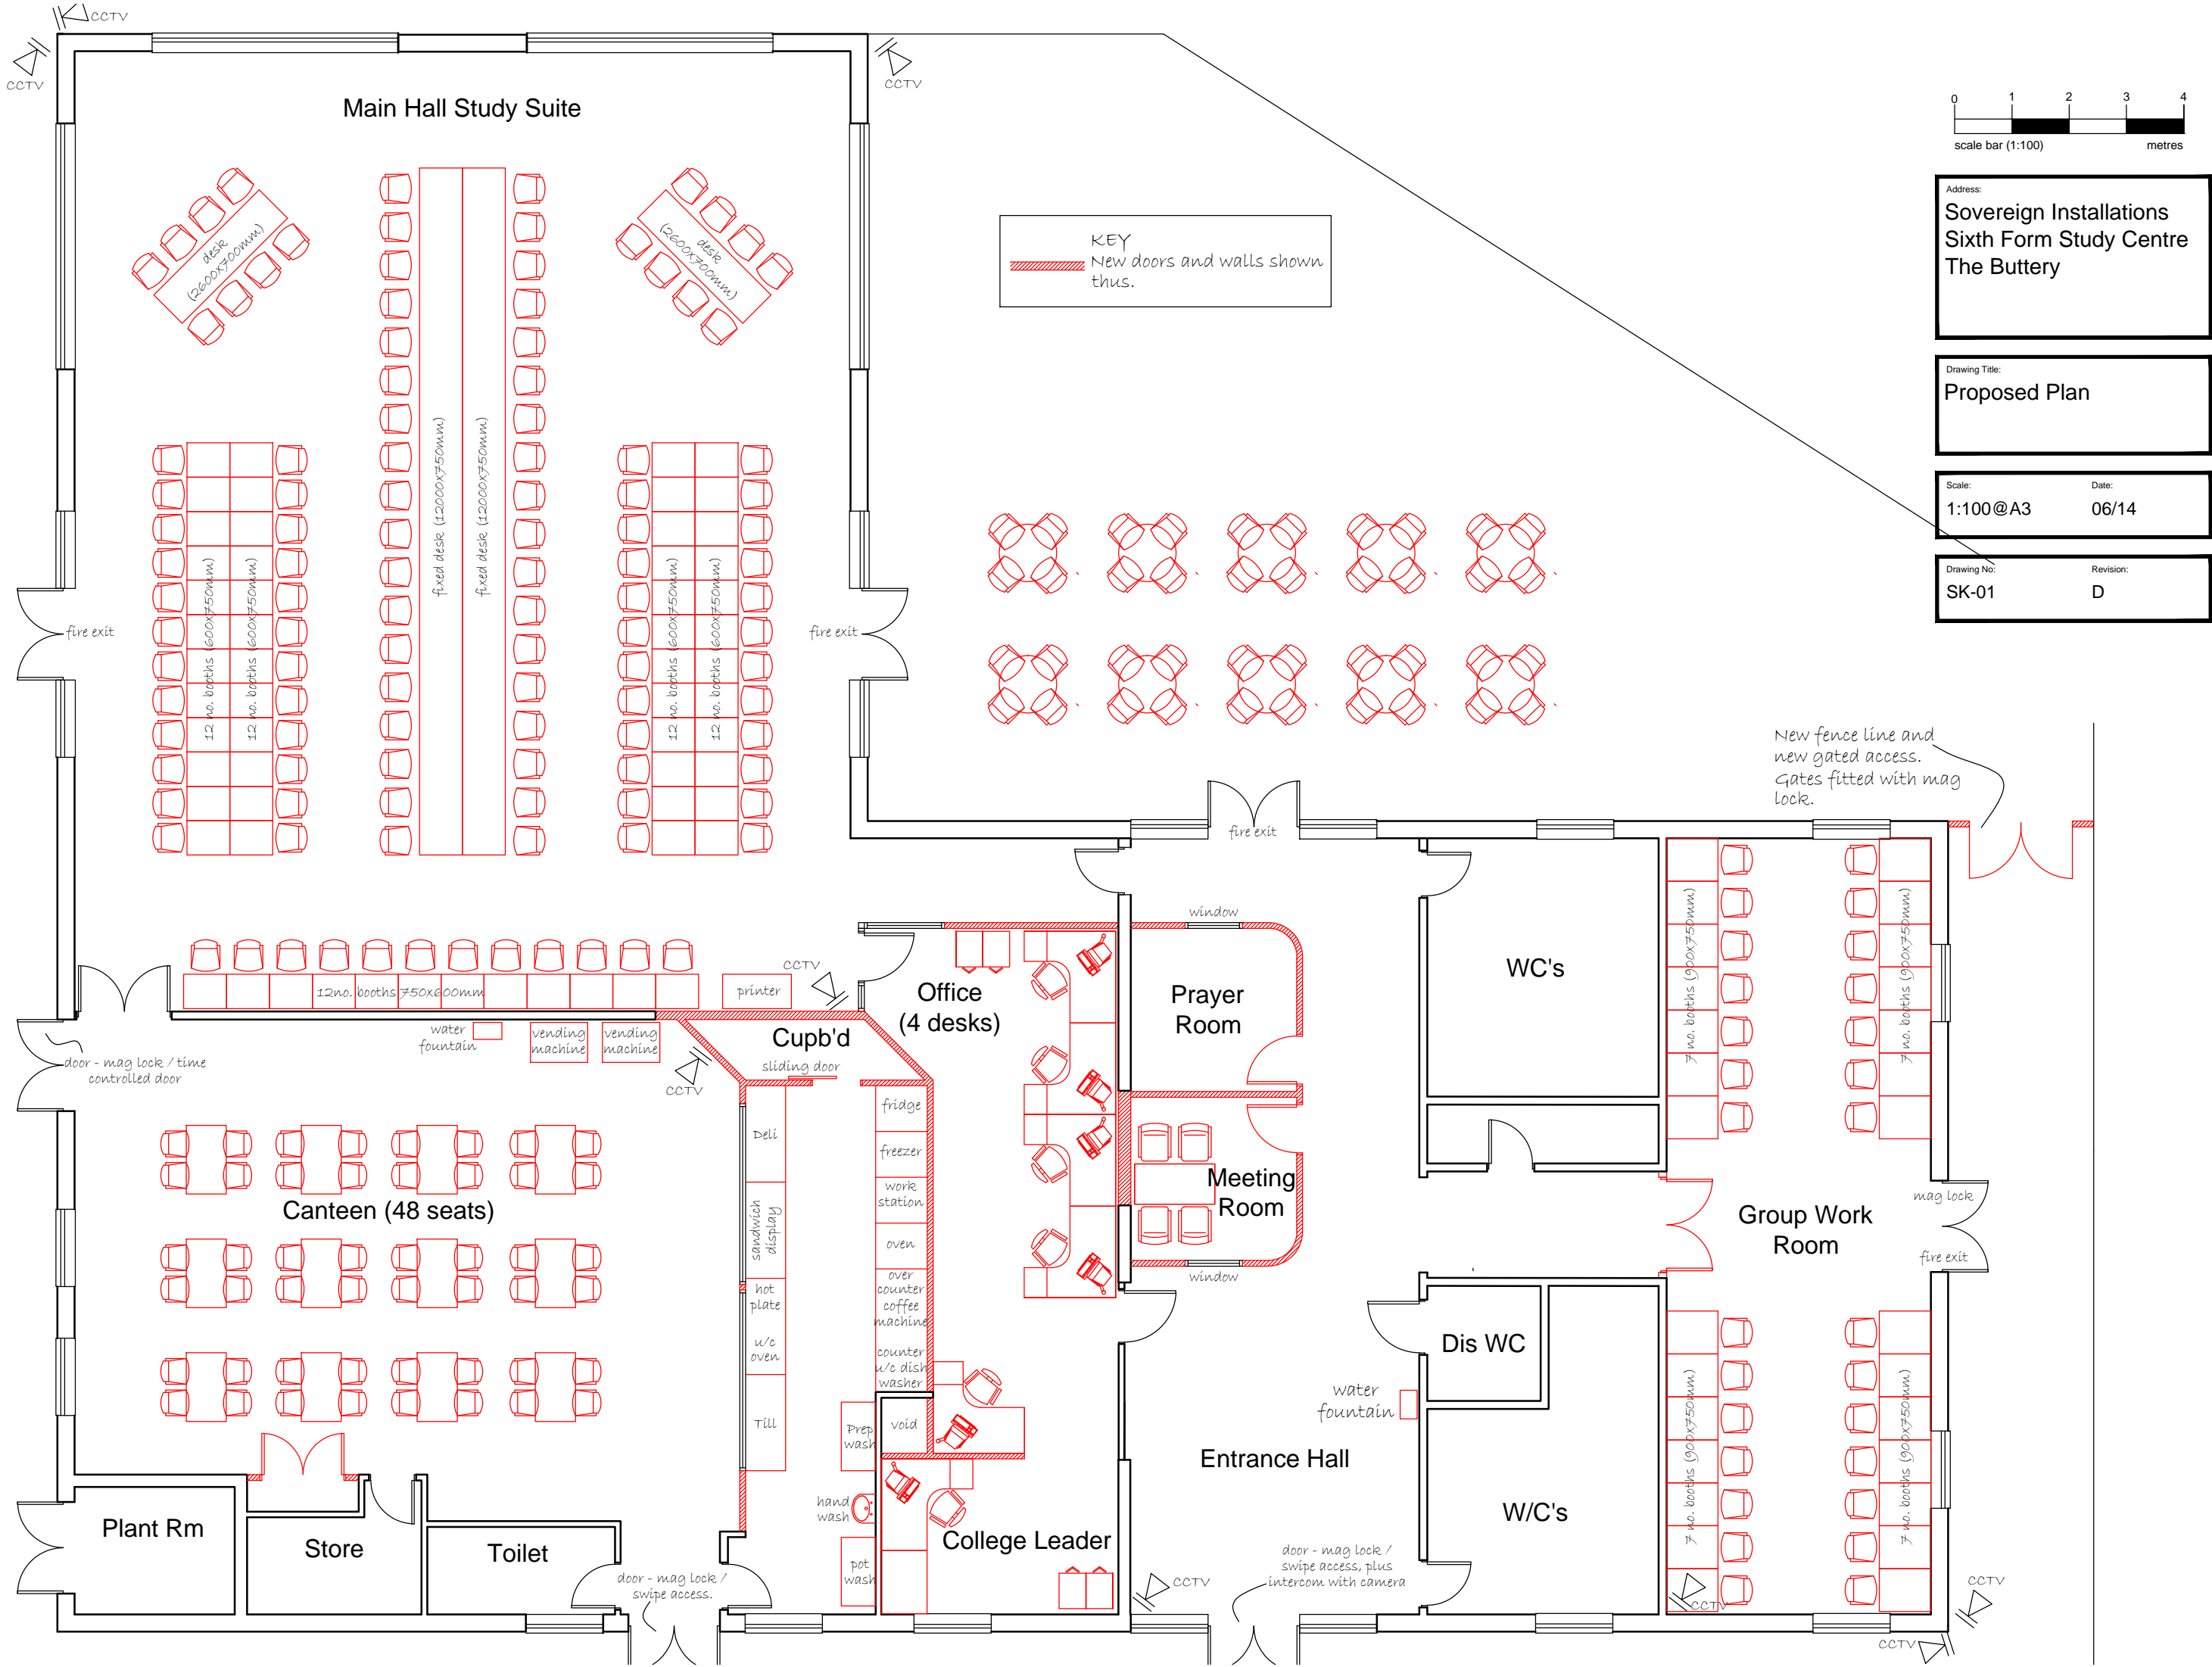 CCTV
CCTV
CCTV
Main Hall Study Suite
desk
(2600x700mm)
desk
(2600x700mm)
fixed desk (12000x750mm)
fixed desk (12000x750mm)
12 no. booths (600x750mm)
12 no. booths (600x750mm)
12 no. booths (600x750mm)
12 no. booths (600x750mm)
fire exit
fire exit
KEY
New doors and walls shown
thus.
0 1 2 3 4
scale bar (1:100) metres
Address:
Sovereign Installations
Sixth Form Study Centre
The Buttery
Drawing Title:
Proposed Plan
Scale: Date:
1:100@A3 06/14
Drawing No: Revision:
SK-01 D
New fence line and
new gated access.
Gates fitted with mag
lock.
fire exit
12no. booths 750x600mm
printer
CCTV
water
fountain
vending
machine
vending
machine
CCTV
door - mag lock / time
controlled door
Cupb'd
sliding door
Office
(4 desks)
window
Prayer
Room
Meeting
Room
window
WC's
7 no. booths (900x750mm)
7 no. booths (900x750mm)
mag lock
fire exit
Group Work
Room
Canteen (48 seats)
Deli
sandwich
display
hot
plate
u/c
oven
Till
fridge
freezer
work
station
oven
over
counter
coffee
machine
counter
u/c dish
washer
void
Prep
wash
hand
wash
pot
wash
Dis WC
water
fountain
Entrance Hall
W/C's
7 no. booths (900x750mm)
7 no. booths (900x750mm)
Plant Rm
Store
Toilet
door - mag lock /
swipe access.
College Leader
CCTV
door - mag lock /
swipe access, plus
intercom with camera
CCTV
CCTV
CCTV